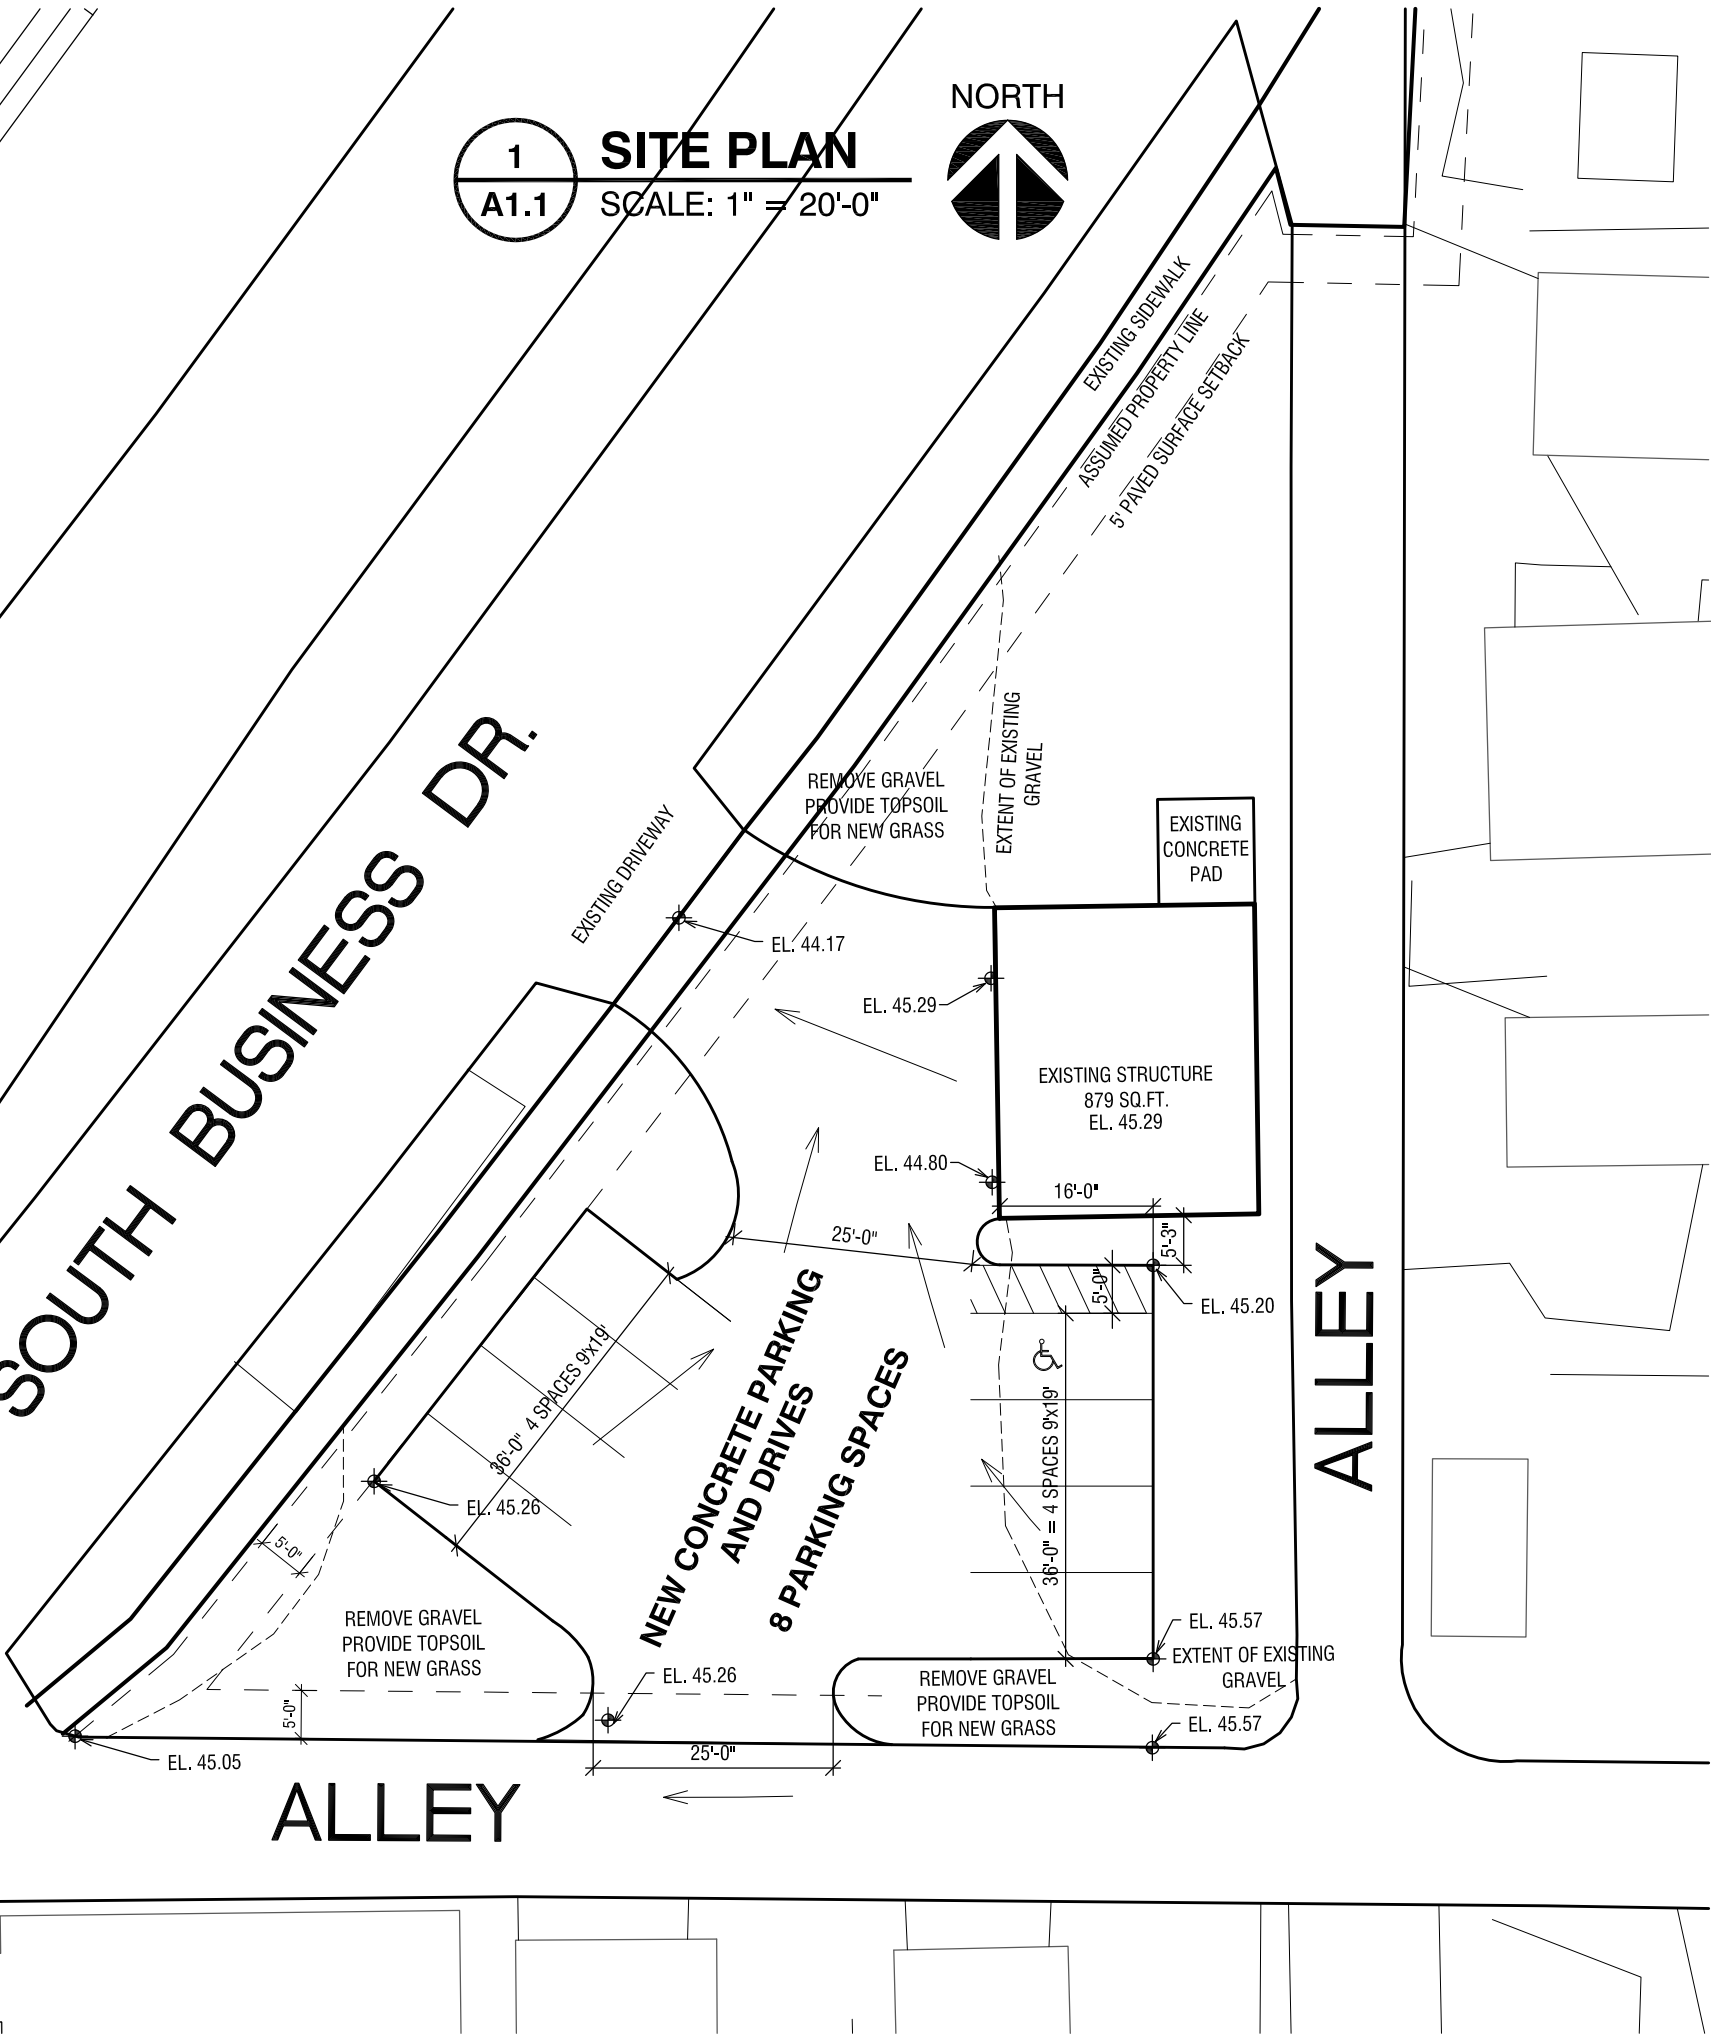 NORTH
1
SITE PLAN
A1.1
SCALE: 1" = 20'-0"
EXISTING SIDEWALK
ASSUMED PROPERTY LINE
5' PAVED SURFACE SETBACK
EXTENT OF EXISTING
GRAVEL
REMOVE GRAVEL
PROVIDE TOPSOIL
FOR NEW GRASS
EXISTING
CONCRETE
PAD
EXISTING DRIVEWAY
SOUTH BUSINESS DR.
EL. 44.17
EL. 45.29
EXISTING STRUCTURE
879 SQ.FT.
EL. 45.29
EL. 44.80
16'-0"
25'-0"
5'-3"
5'-0"
EL. 45.20
36'-0" 4 SPACES 9'x19'
36'-0" = 4 SPACES 9'x19'
NEW CONCRETE PARKING
AND DRIVES
8 PARKING SPACES
ALLEY
EL. 45.26
5'-0"
REMOVE GRAVEL
PROVIDE TOPSOIL
FOR NEW GRASS
5'-0"
EL. 45.26
REMOVE GRAVEL
PROVIDE TOPSOIL
FOR NEW GRASS
EL. 45.57
EXTENT OF EXISTING
GRAVEL
EL. 45.57
EL. 45.05
25'-0"
ALLEY